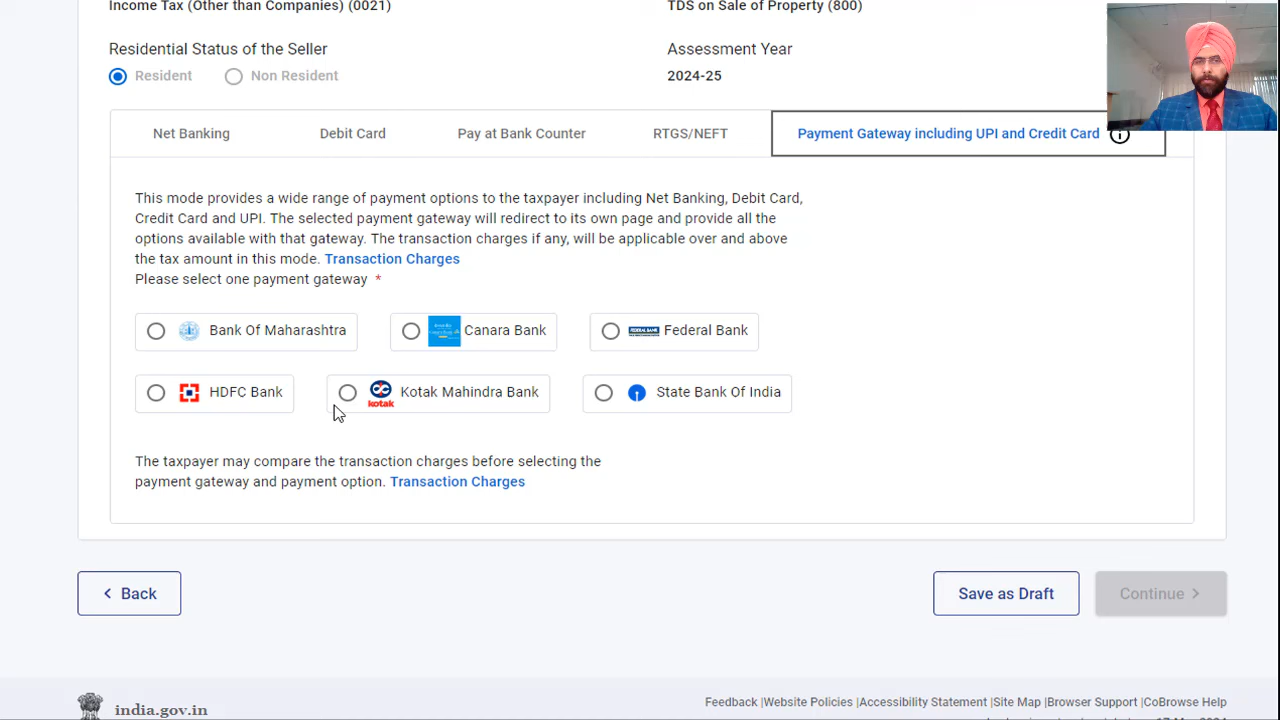 Income Tax (Other than Companies) (0021)
TDS on Sale of Property (800)
Residential Status of the Seller
Assessment Year
Resident
Non Resident
2024-25
Net Banking
Debit Card
Pay at Bank Counter
RTGS/NEFT
Payment Gateway including UPI and Credit Card
This mode provides a wide range of payment options to the taxpayer including Net Banking, Debit Card,
Credit Card and UPI. The selected payment gateway will redirect to its own page and provide all the
options available with that gateway. The transaction charges if any, will be applicable over and above
the tax amount in this mode. Transaction Charges
Please select one payment gateway *
Bank Of Maharashtra
Canara Bank
FEDERAL BANK
Federal Bank
HDFC Bank
kotak
Kotak Mahindra Bank
State Bank Of India
The taxpayer may compare the transaction charges before selecting the
payment gateway and payment option. Transaction Charges
< Back
Save as Draft
Continue >
Feedback |Website Policies |Accessibility Statement |Site Map |Browser Support |CoBrowse Help
india.gov.in